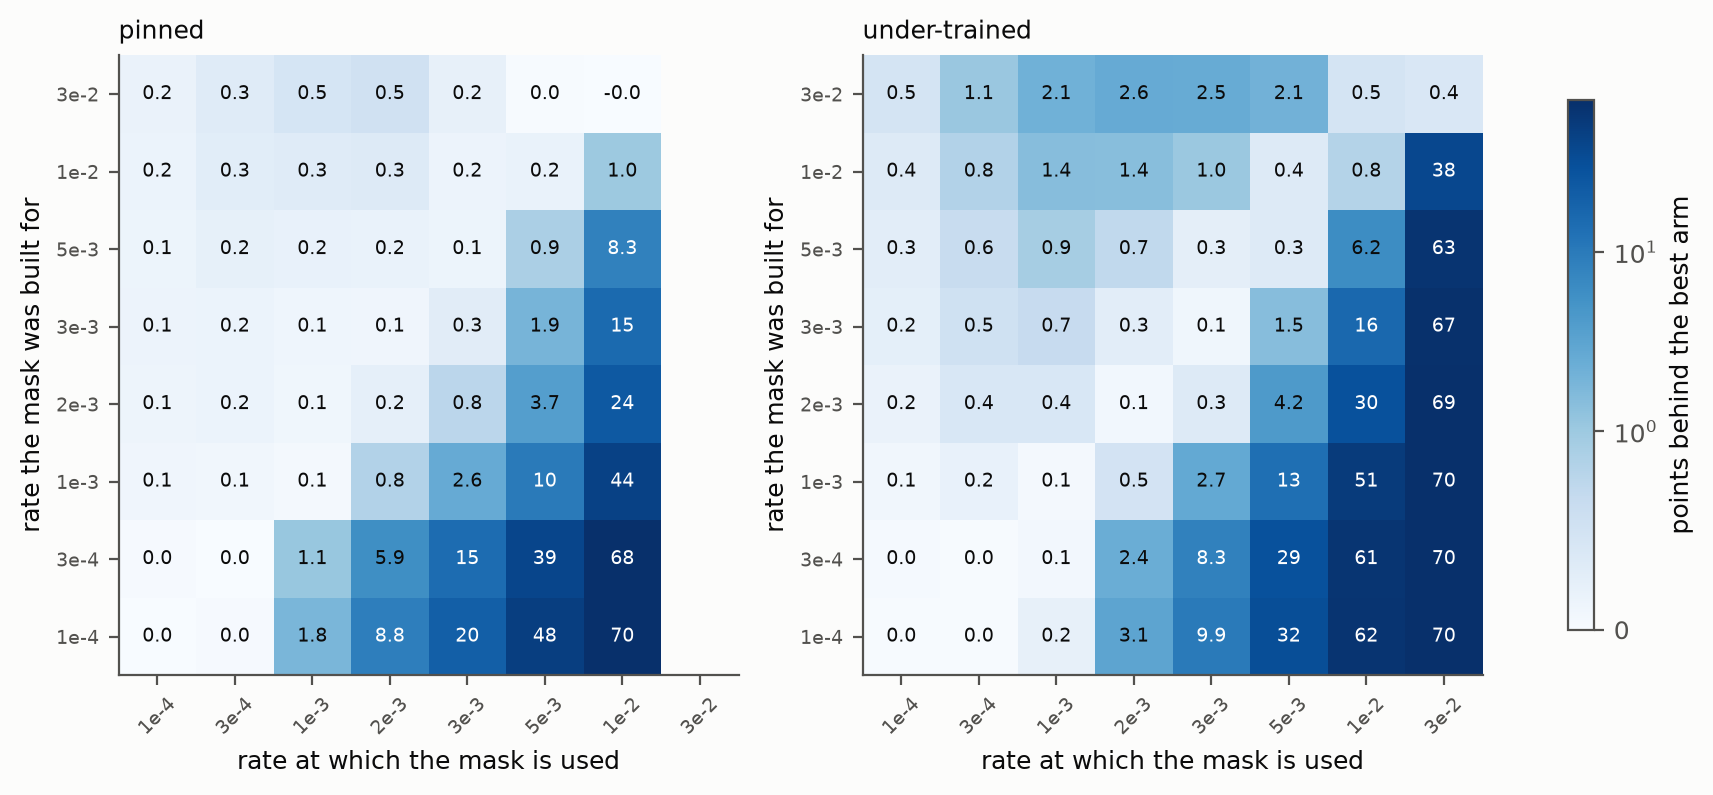 pinned
under-trained
rate the mask was built for
3e-2 0.2 0.3 0.5 0.5 0.2 0.0 -0.0
1e-2 0.2 0.3 0.3 0.3 0.2 0.2 1.0
5e-3 0.1 0.2 0.2 0.2 0.1 0.9 8.3
3e-3 0.1 0.2 0.1 0.1 0.3 1.9 15
2e-3 0.1 0.2 0.1 0.2 0.8 3.7 24
1e-3 0.1 0.1 0.1 0.8 2.6 10 44
3e-4 0.0 0.0 1.1 5.9 15 39 68
1e-4 0.0 0.0 1.8 8.8 20 48 70
1e-4 3e-4 1e-3 2e-3 3e-3 5e-3 1e-2 3e-2
rate at which the mask is used
rate the mask was built for
3e-2 0.5 1.1 2.1 2.6 2.5 2.1 0.5 0.4
1e-2 0.4 0.8 1.4 1.4 1.0 0.4 0.8 38
5e-3 0.3 0.6 0.9 0.7 0.3 0.3 6.2 63
3e-3 0.2 0.5 0.7 0.3 0.1 1.5 16 67
2e-3 0.2 0.4 0.4 0.1 0.3 4.2 30 69
1e-3 0.1 0.2 0.1 0.5 2.7 13 51 70
3e-4 0.0 0.0 0.1 2.4 8.3 29 61 70
1e-4 0.0 0.0 0.2 3.1 9.9 32 62 70
1e-4 3e-4 1e-3 2e-3 3e-3 5e-3 1e-2 3e-2
rate at which the mask is used
10¹
10⁰
0
points behind the best arm